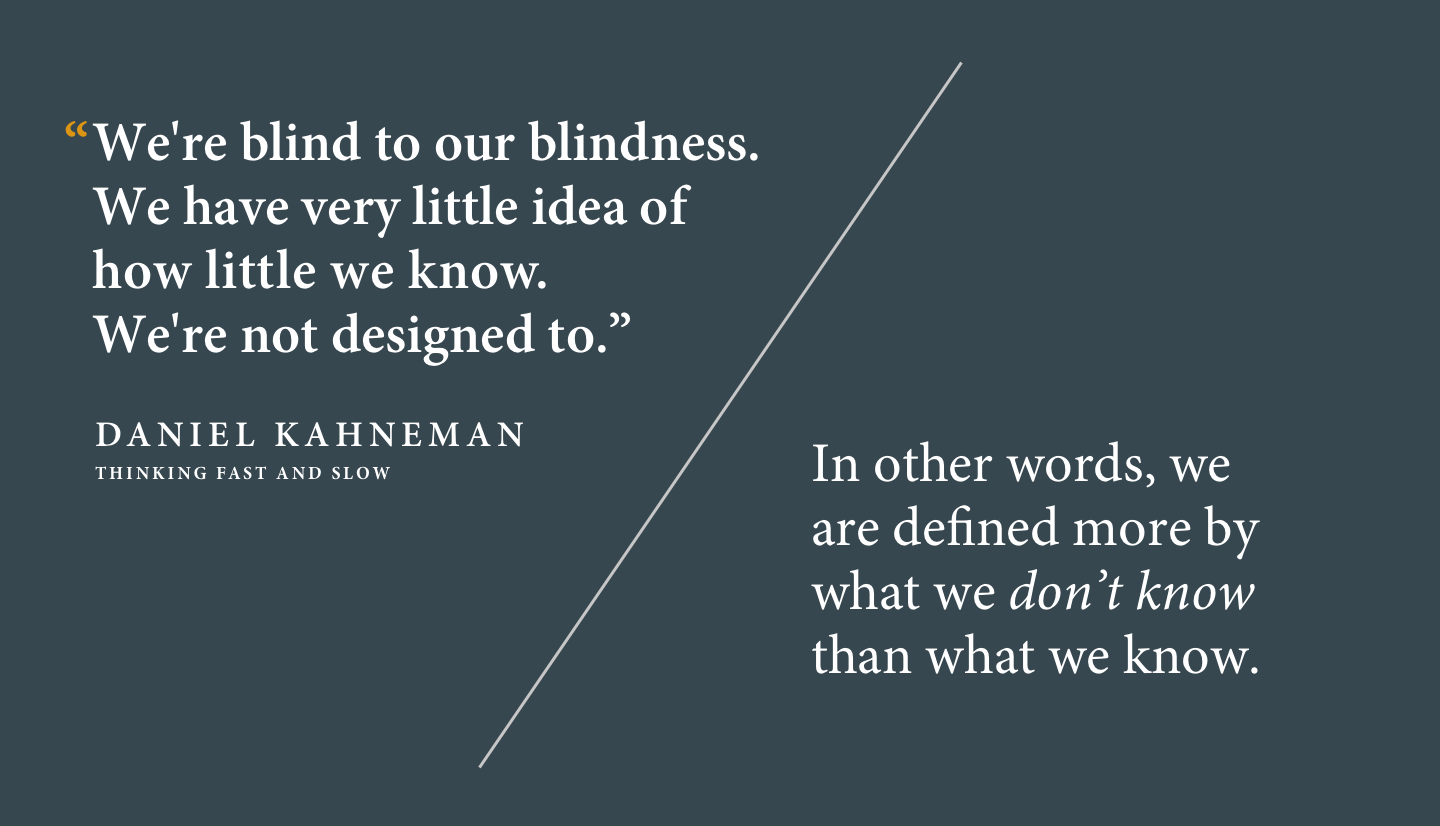 “We're blind to our blindness.
We have very little idea of
how little we know.
We're not designed to.”
DANIEL KAHNEMAN
THINKING FAST AND SLOW
In other words, we
are defined more by
what we don’t know
than what we know.